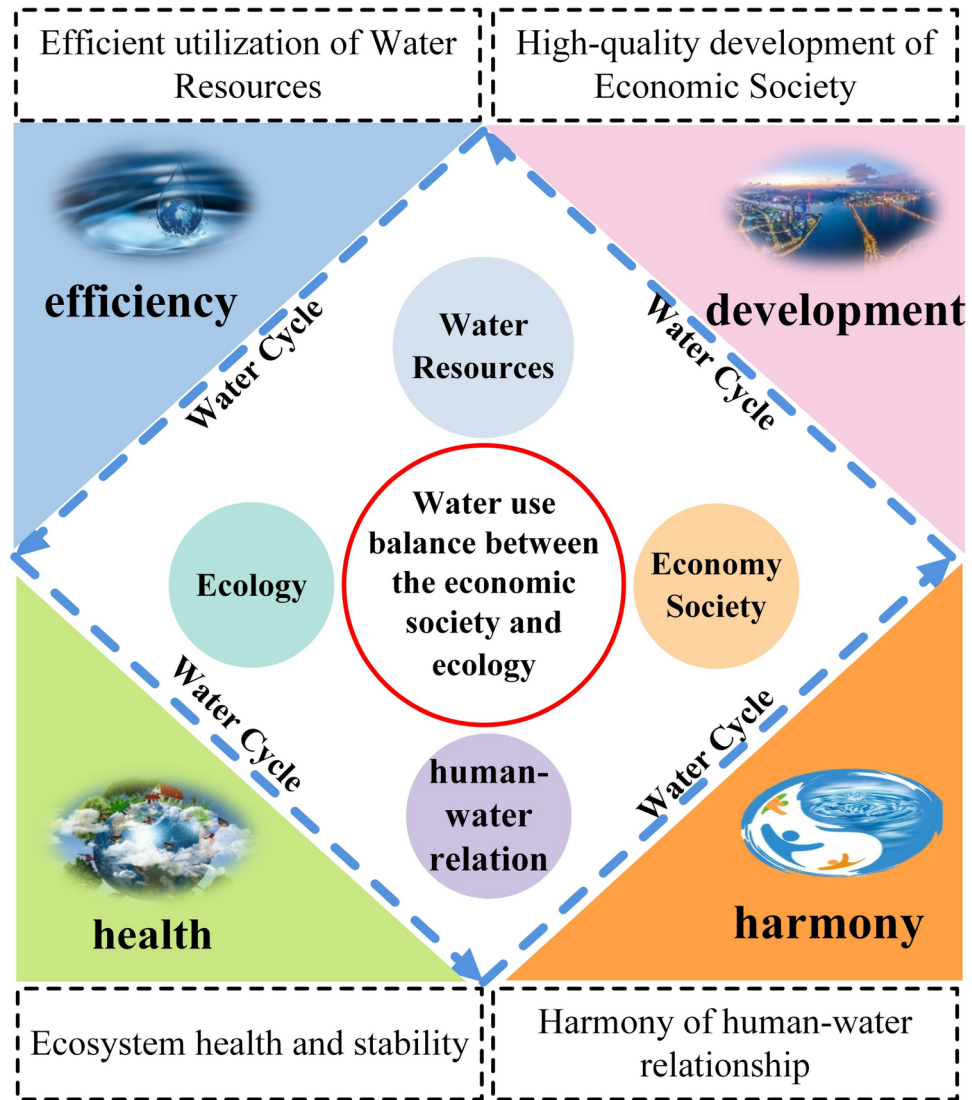 Efficient utilization of Water
Resources
High-quality development of
Economic Society
efficiency
development
Water Cycle
Water Cycle
Water
Resources
Water use
balance between
the economic
society and
ecology
Ecology
Economy
Society
Water Cycle
Water Cycle
human-
water
relation
health
harmony
Ecosystem health and stability
Harmony of human-water
relationship